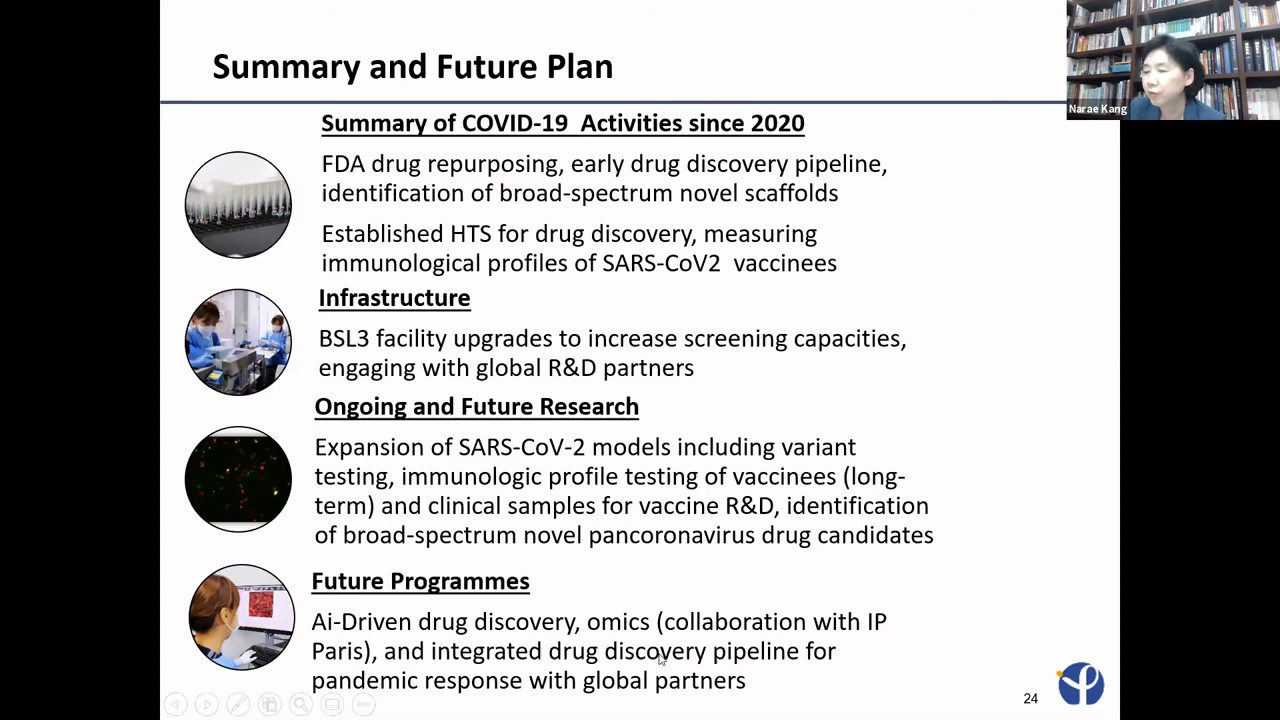 Summary and Future Plan
Narae Kang
Summary of COVID-19  Activities since 2020
FDA drug repurposing, early drug discovery pipeline,
identification of broad-spectrum novel scaffolds
Established HTS for drug discovery, measuring
immunological profiles of SARS-CoV2  vaccinees
Infrastructure
BSL3 facility upgrades to increase screening capacities,
engaging with global R&D partners
Ongoing and Future Research
Expansion of SARS-CoV-2 models including variant
testing, immunologic profile testing of vaccinees (long-
term) and clinical samples for vaccine R&D, identification
of broad-spectrum novel pancoronavirus drug candidates
Future Programmes
Ai-Driven drug discovery, omics (collaboration with IP
Paris), and integrated drug discovery pipeline for
pandemic response with global partners
24